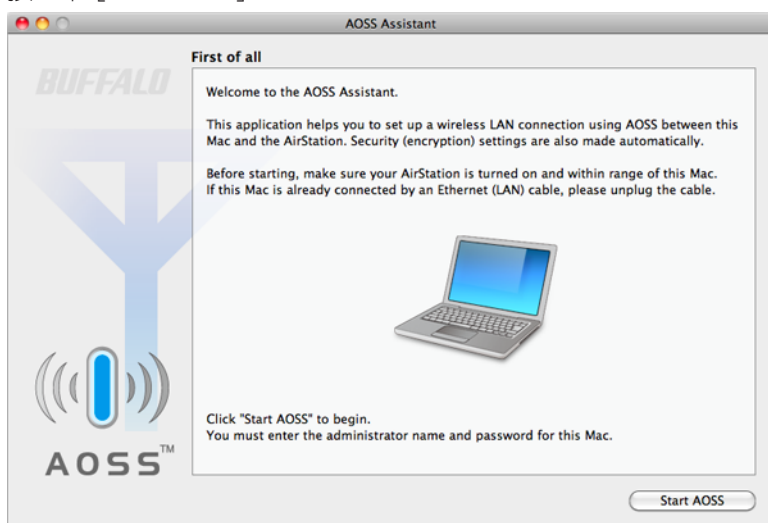 AOSS Assistant
First of all
BUFFALO
Welcome to the AOSS Assistant.
This application helps you to set up a wireless LAN connection using AOSS between this
Mac and the AirStation. Security (encryption) settings are also made automatically.
Before starting, make sure your AirStation is turned on and within range of this Mac.
If this Mac is already connected by an Ethernet (LAN) cable, please unplug the cable.
Click "Start AOSS" to begin.
You must enter the administrator name and password for this Mac.
AOSS™
Start AOSS